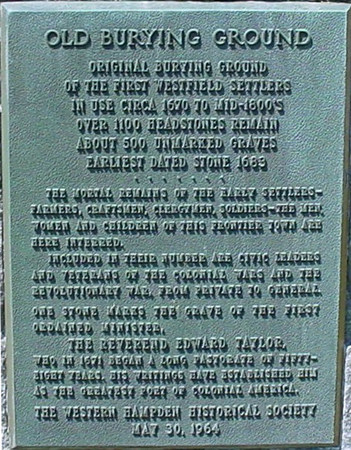 OLD BURYING GROUND
ORIGINAL BURYING GROUND
OF THE FIRST WESTFIELD SETTLERS
IN USE CIRCA 1670 TO MID-1800'S
OVER 1100 HEADSTONES REMAIN
ABOUT 500 UNMARKED GRAVES
EARLIEST DATED STONE 1683
THE MORTAL REMAINS OF THE EARLY SETTLERS-
FARMERS, CRAFTSMEN, CLERGYMEN, SOLDIERS-THE MEN,
WOMEN AND CHILDREN OF THIS FRONTIER TOWN ARE
HERE INTERRED.
INCLUDED IN THEIR NUMBER ARE CIVIC LEADERS
AND VETERANS OF THE COLONIAL WARS AND THE
REVOLUTIONARY WAR, FROM PRIVATE TO GENERAL.
ONE STONE MARKS THE GRAVE OF THE FIRST
ORDAINED MINISTER,
THE REVEREND EDWARD TAYLOR,
WHO IN 1671 BEGAN A LONG PASTORATE OF FIFTY-
EIGHT YEARS. HIS WRITINGS HAVE ESTABLISHED HIM
AS THE GREATEST POET OF COLONIAL AMERICA.
THE WESTERN HAMPDEN HISTORICAL SOCIETY
MAY 30, 1964